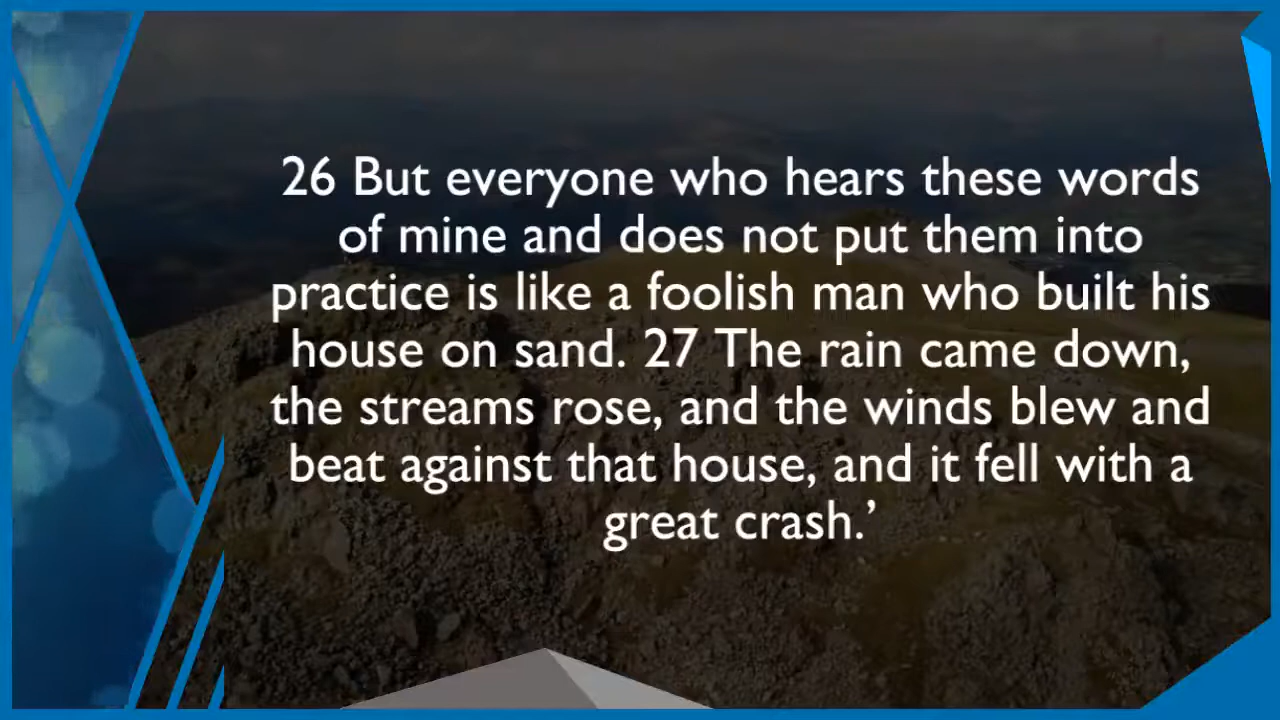 26 But everyone who hears these words
of mine and does not put them into
practice is like a foolish man who built his
house on sand. 27 The rain came down,
the streams rose, and the winds blew and
beat against that house, and it fell with a
great crash.’